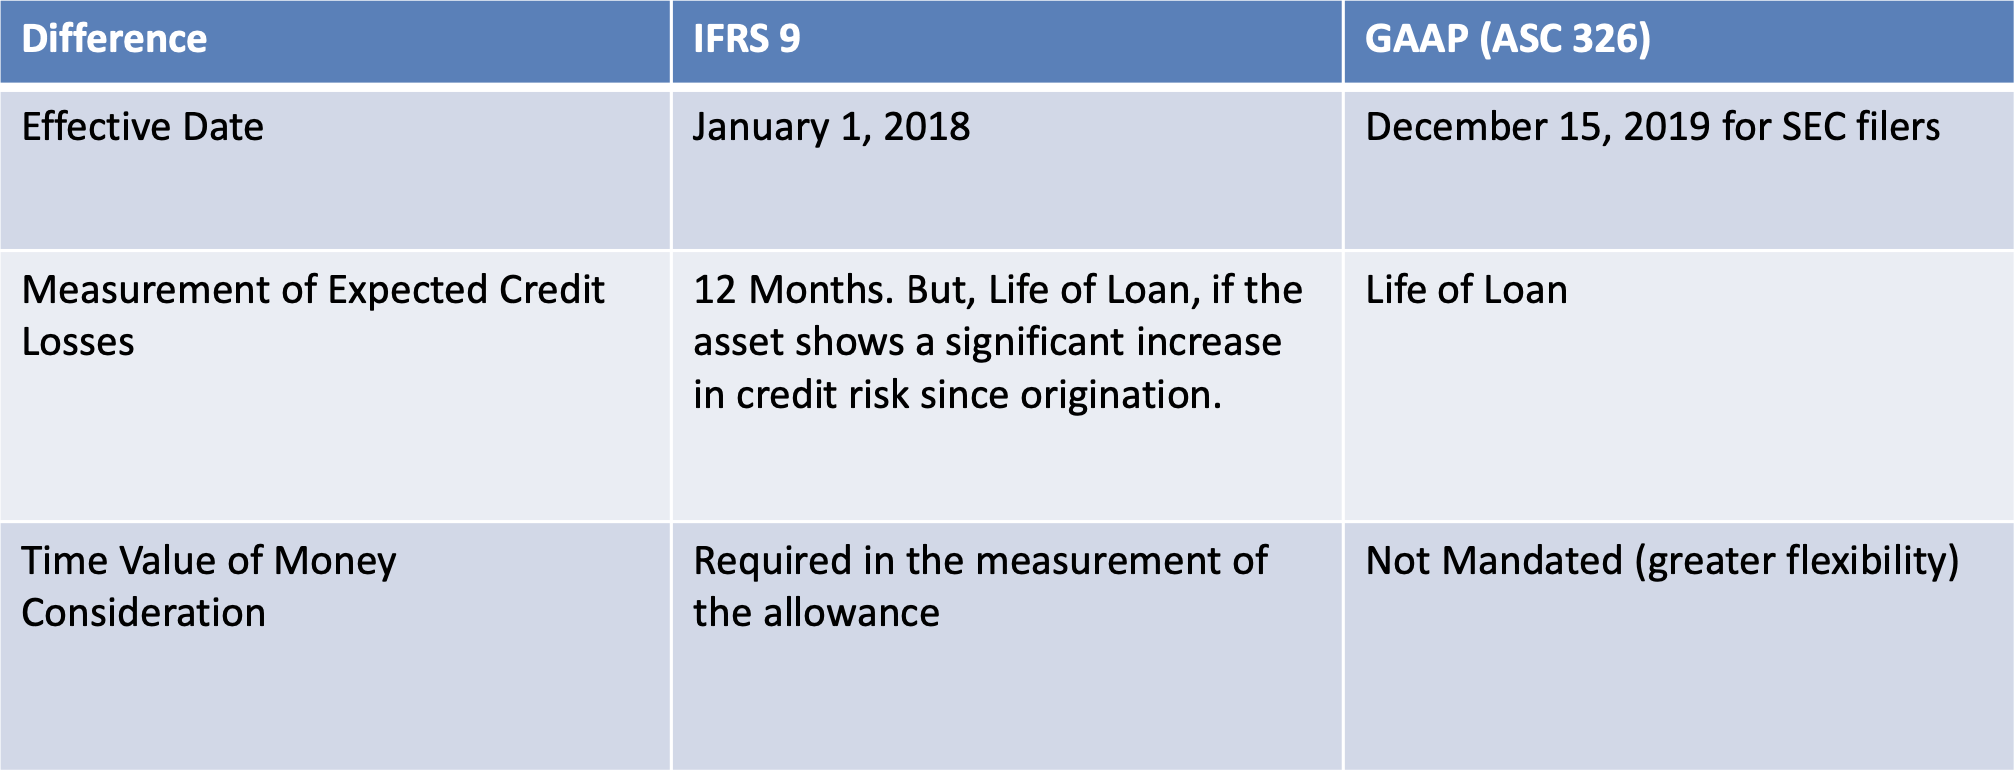 Difference
IFRS 9
GAAP (ASC 326)
Effective Date
January 1, 2018
December 15, 2019 for SEC filers
Measurement of Expected Credit
Losses
12 Months. But, Life of Loan, if the
asset shows a significant increase
in credit risk since origination.
Life of Loan
Time Value of Money
Consideration
Required in the measurement of
the allowance
Not Mandated (greater flexibility)